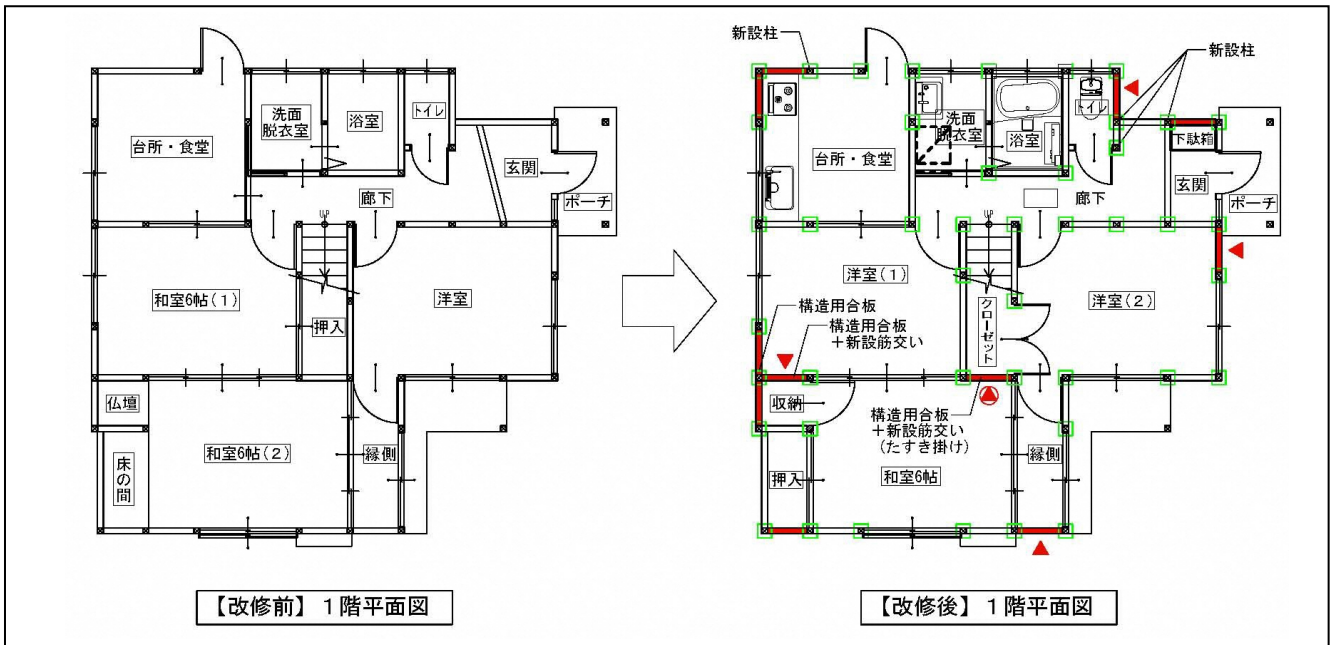 洗面
脱衣室
浴室
トイレ
台所・食堂
玄関
ポーチ
廊下
UP
和室6帖(1)
押入
洋室
仏壇
床の間
和室6帖(2)
縁側
【改修前】 1階平面図
新設柱
新設柱
洗面
脱衣室
浴室
トイレ
下駄箱
台所・食堂
玄関
ポーチ
廊下
UP
洋室(1)
洋室(2)
クローゼット
構造用合板
構造用合板
+新設筋交い
収納
構造用合板
+新設筋交い
(たすき掛け)
押入
和室6帖
縁側
【改修後】 1階平面図